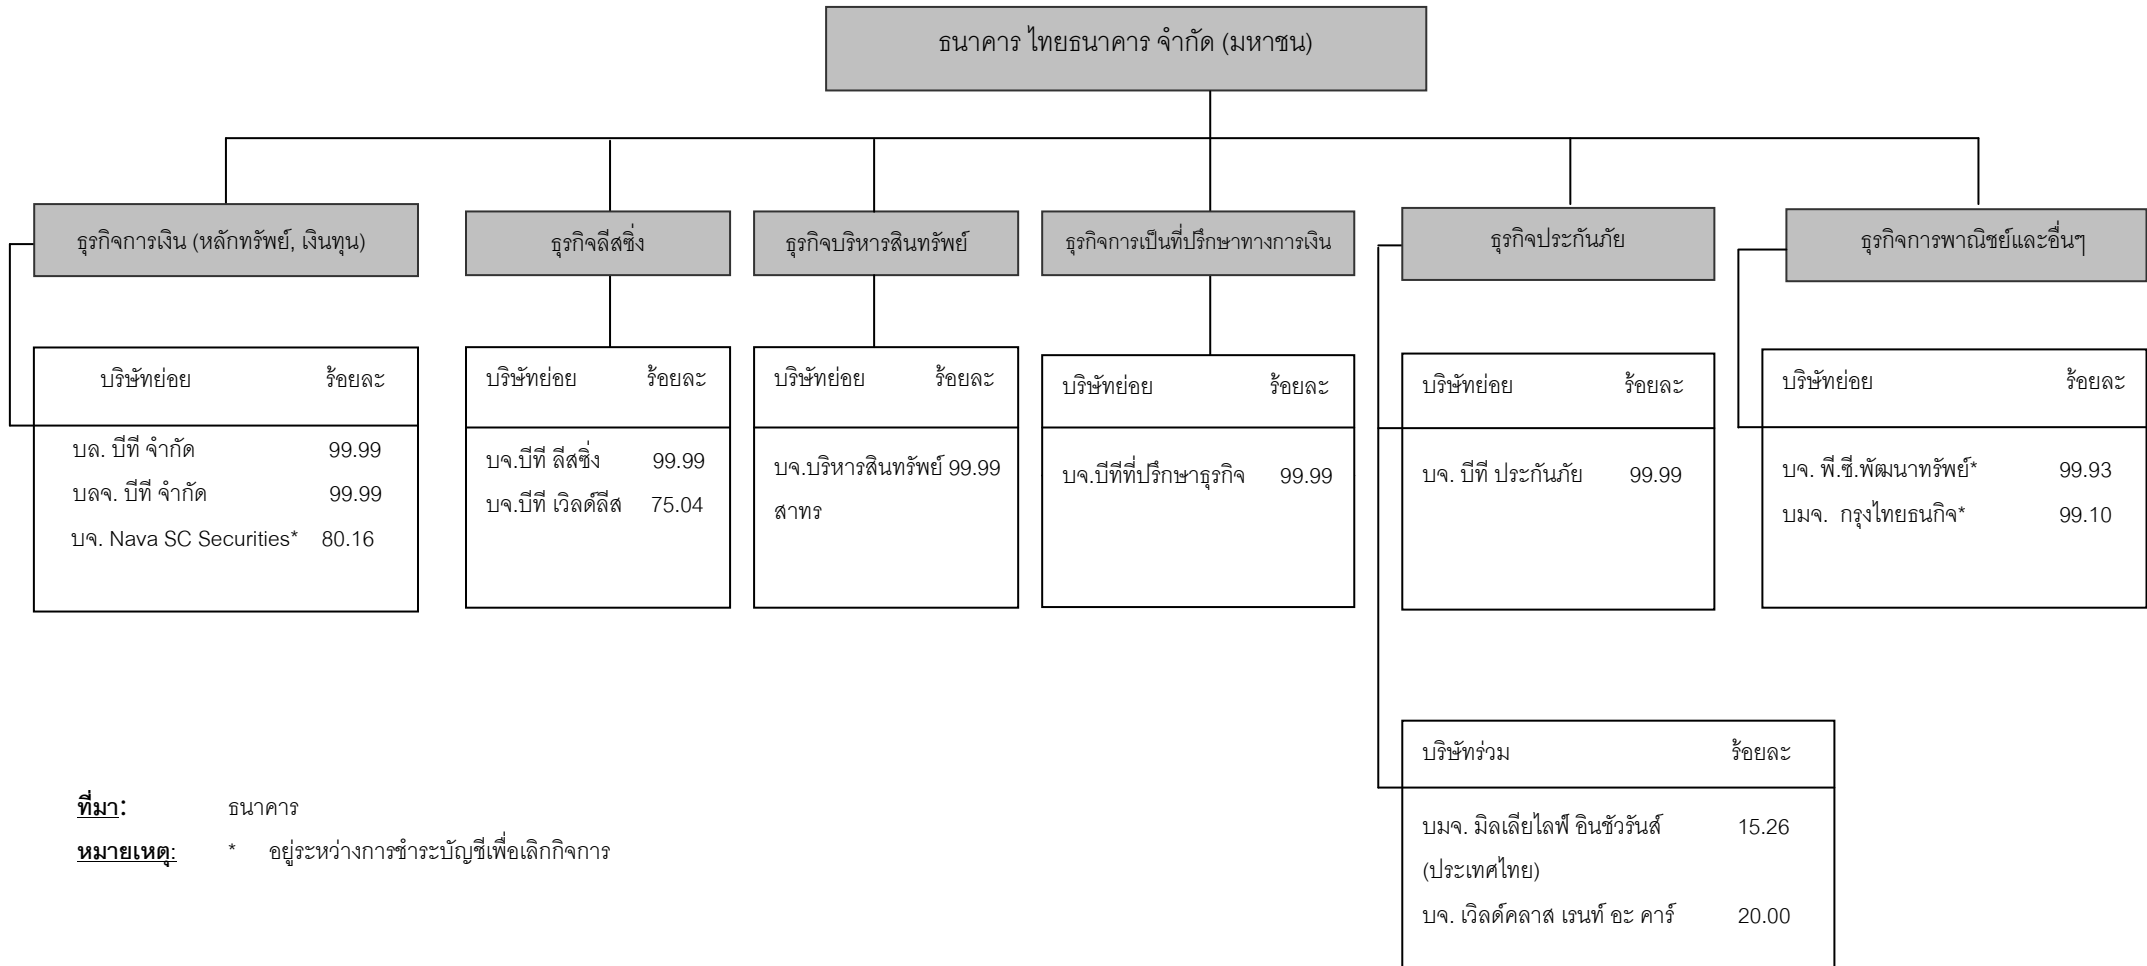 ธนาคาร ไทยธนาคาร จำกัด (มหาชน)
ธุรกิจการเงิน (หลักทรัพย์, เงินทุน)
บริษัทย่อย ร้อยละ
บล. บีที จำกัด 99.99
บลจ. บีที จำกัด 99.99
บจ. Nava SC Securities* 80.16
ธุรกิจลีสซิ่ง
บริษัทย่อย ร้อยละ
บจ.บีที ลีสซิ่ง 99.99
บจ.บีที เวิลด์ลีส 75.04
ธุรกิจบริหารสินทรัพย์
บริษัทย่อย ร้อยละ
บจ.บริหารสินทรัพย์ 99.99
สาทร
ธุรกิจการเป็นที่ปรึกษาทางการเงิน
บริษัทย่อย ร้อยละ
บจ.บีทีที่ปรึกษาธุรกิจ 99.99
ธุรกิจประกันภัย
บริษัทย่อย ร้อยละ
บจ. บีที ประกันภัย 99.99
บริษัทร่วม ร้อยละ
บมจ. มิลเลียไลฟ์ อินชัวรันส์ 15.26
(ประเทศไทย)
บจ. เวิลด์คลาส เรนท์ อะ คาร์ 20.00
ธุรกิจการพาณิชย์และอื่นๆ
บริษัทย่อย ร้อยละ
บจ. พี.ซี.พัฒนาทรัพย์* 99.93
บมจ. กรุงไทยธนกิจ* 99.10
ที่มา: ธนาคาร
หมายเหตุ: * อยู่ระหว่างการชำระบัญชีเพื่อเลิกกิจการ